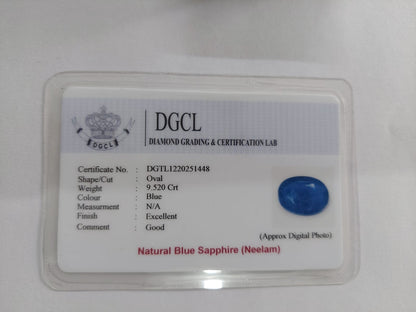 DGCL
DGCL
DIAMOND GRADING & CERTIFICATION LAB
Certificate No. : DGTL1220251448
Shape/Cut : Oval
Weight : 9.520 Crt
Colour : Blue
Measurment : N/A
Finish : Excellent
Comment : Good
(Approx Digital Photo)
Natural Blue Sapphire (Neelam)